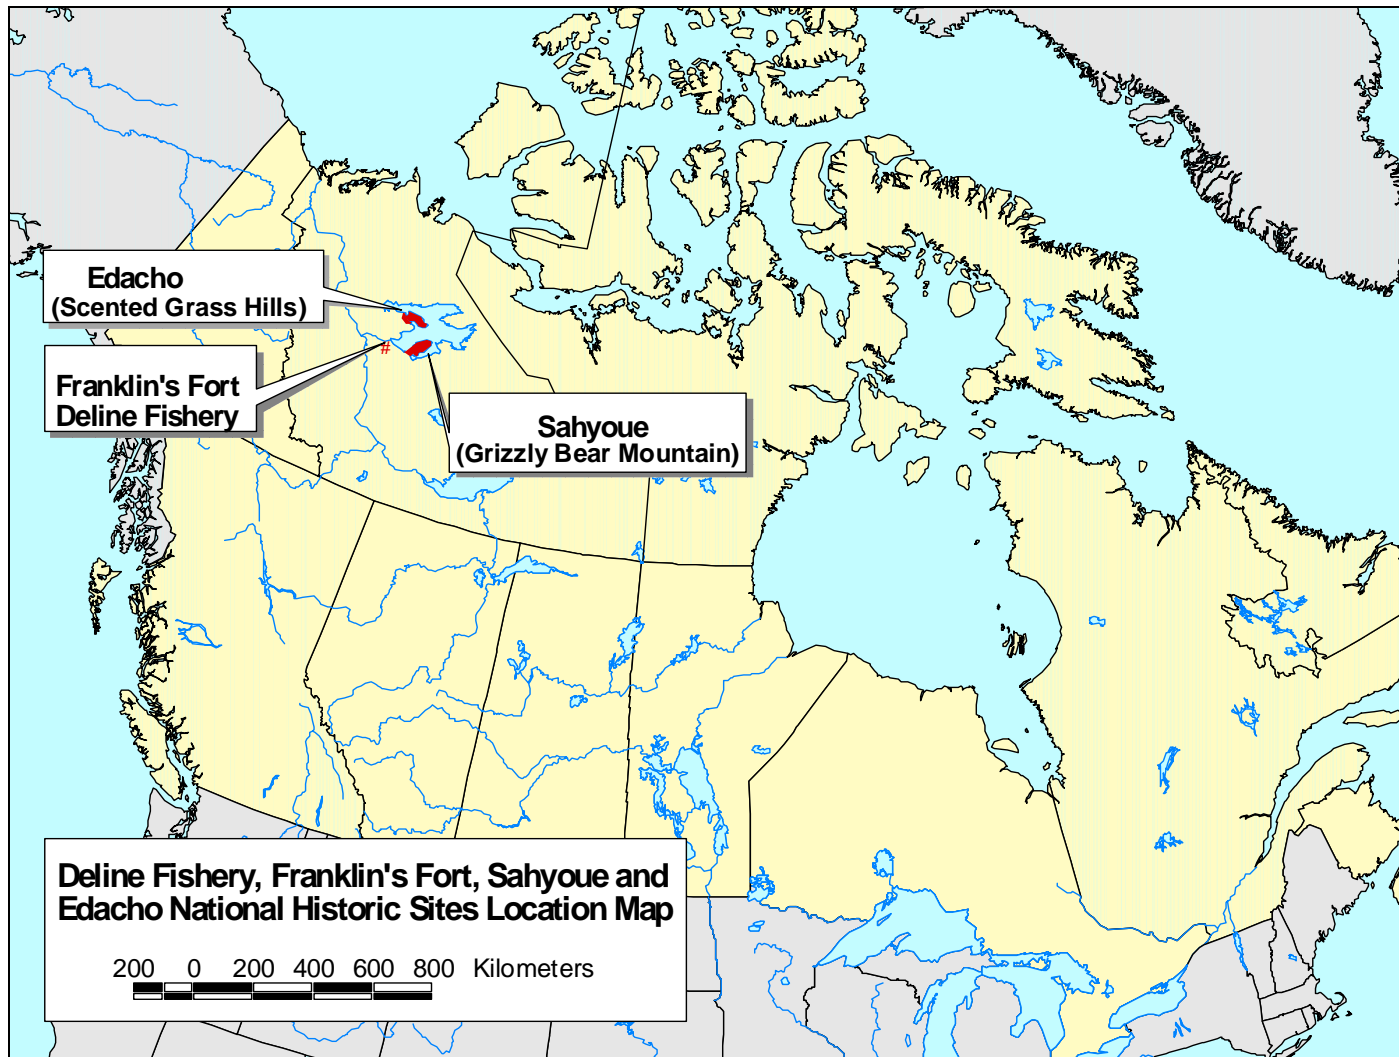 Edacho
(Scented Grass Hills)
#
Franklin's Fort
Deline Fishery
Sahyoue
(Grizzly Bear Mountain)
Deline Fishery, Franklin's Fort, Sahyoue and
Edacho National Historic Sites Location Map
200 0 200 400 600 800 Kilometers